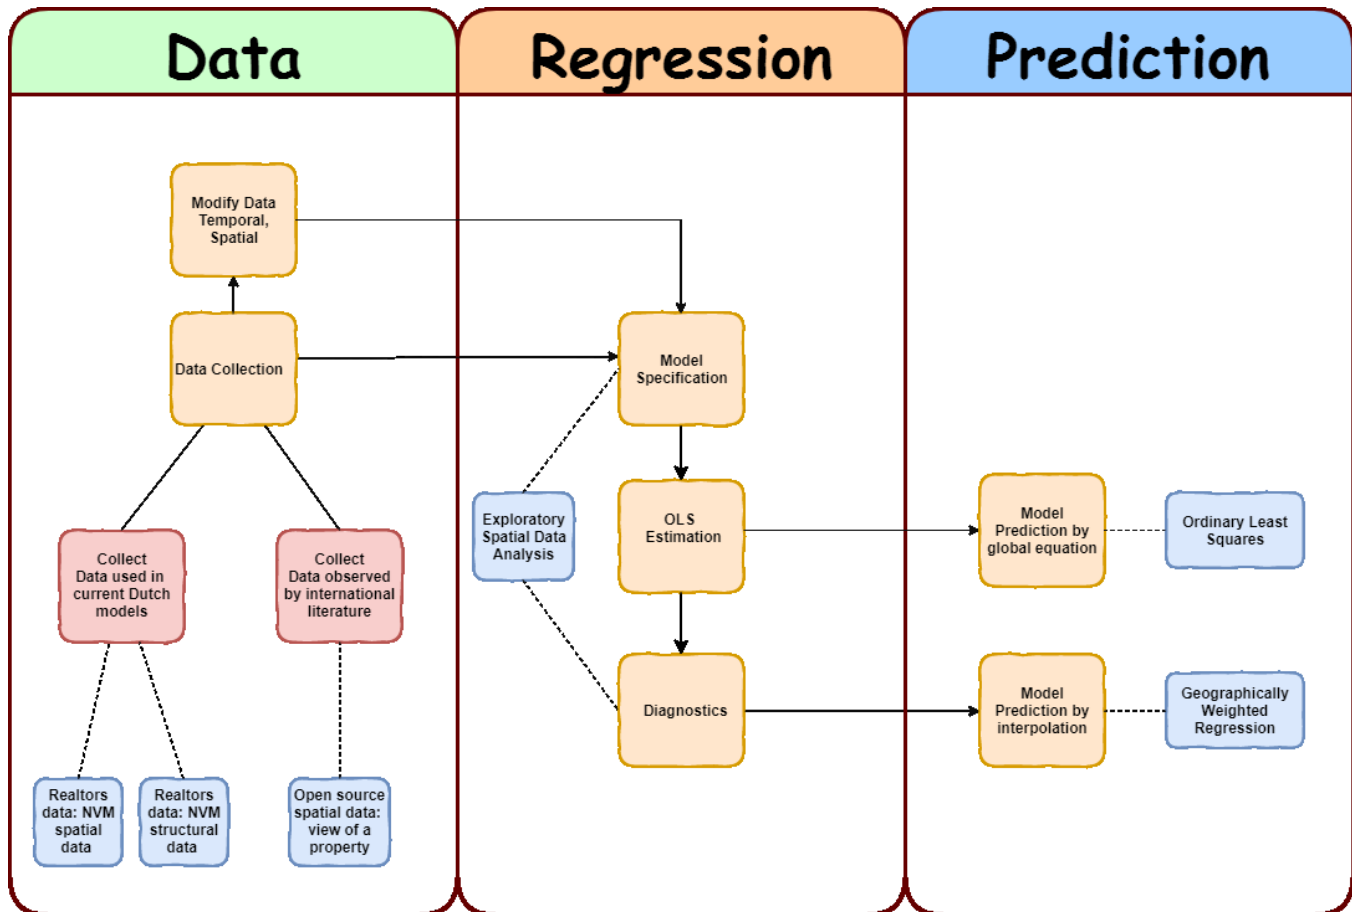 Data
Regression
Prediction
Modify Data
Temporal,
Spatial
Data Collection
Collect
Data used in
current Dutch
models
Collect
Data observed
by international
literature
Realtors
data: NVM
spatial
data
Realtors
data: NVM
structural
data
Open source
spatial data:
view of a
property
Model
Specification
Exploratory
Spatial Data
Analysis
OLS
Estimation
Diagnostics
Model
Prediction by
global equation
Ordinary Least
Squares
Model
Prediction by
interpolation
Geographically
Weighted
Regression